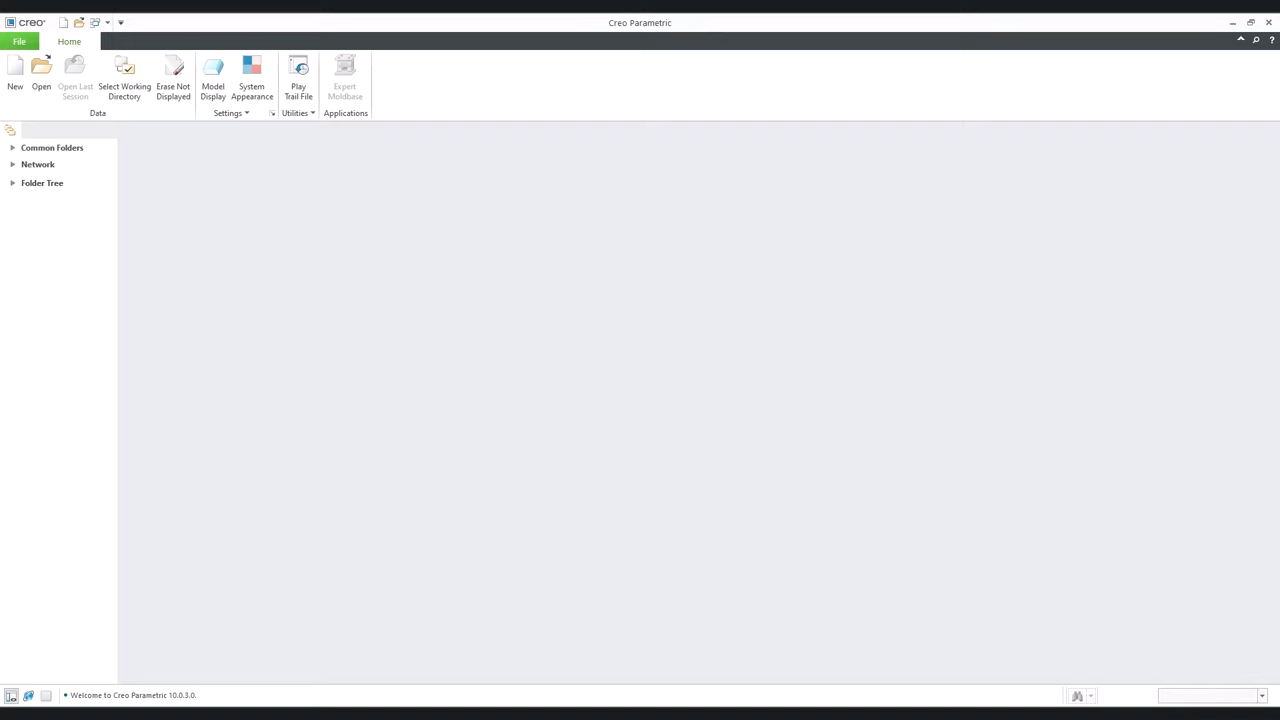 creo
Creo Parametric
File
Home
New
Open
Open Last
Session
Select Working
Directory
Erase Not
Displayed
Model
Display
System
Appearance
Play
Trail File
Expert
Moldbase
Data
Settings
Utilities
Applications
Common Folders
Network
Folder Tree
• Welcome to Creo Parametric 10.0.3.0.